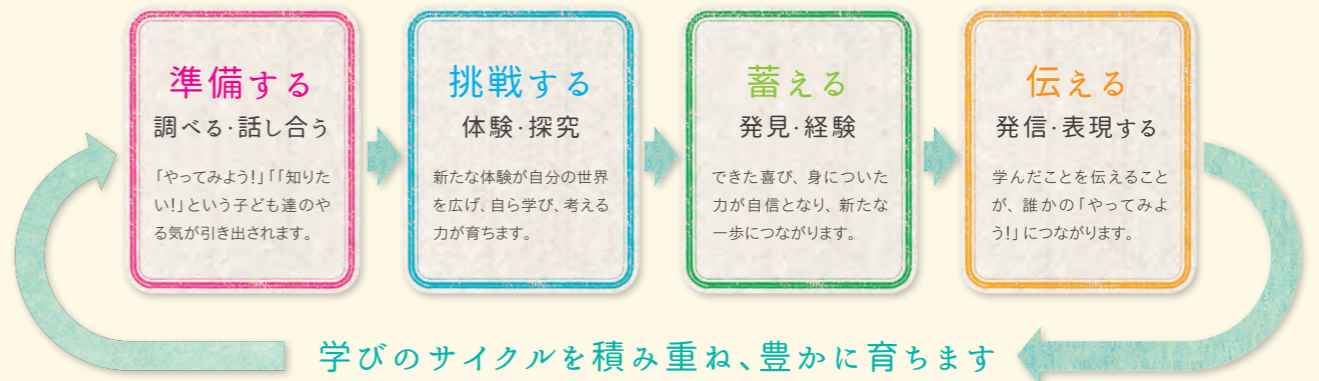 準備する
調べる・話し合う
「やってみよう！」「「知りた
い！」という子ども達のや
る気が引き出されます。
挑戦する
体験・探究
新たな体験が自分の世界
を広げ、自ら学び、考える
力が育ちます。
蓄える
発見・経験
できた喜び、身についた
力が自信となり、新たな
一歩につながります。
伝える
発信・表現する
学んだことを伝えること
が、誰かの「やってみよ
う！」につながります。
学びのサイクルを積み重ね、豊かに育ちます